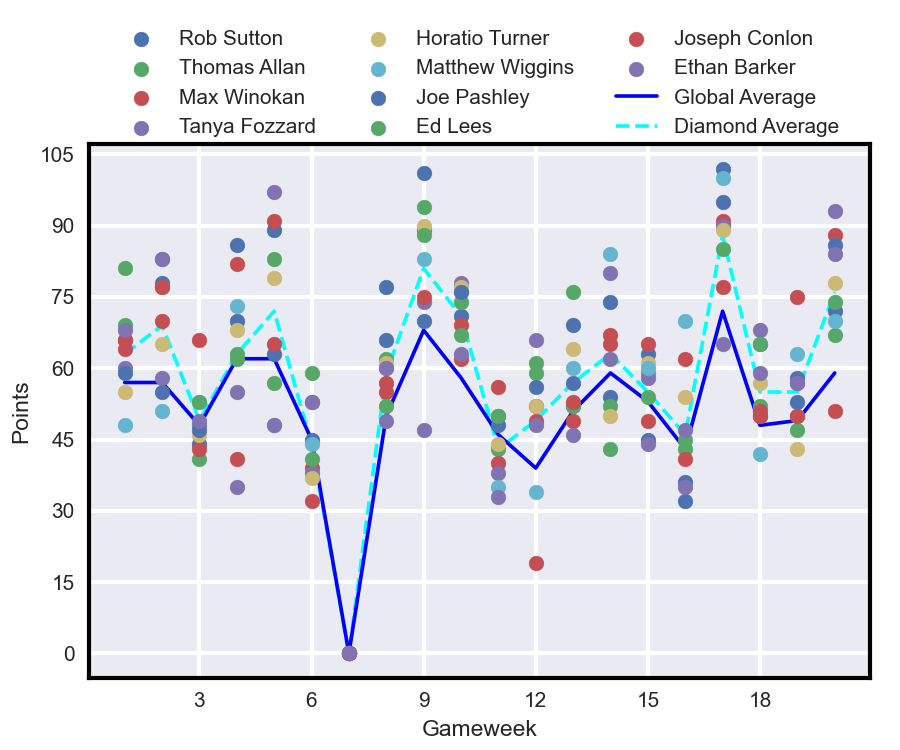 Rob Sutton
Thomas Allan
Max Winokan
Tanya Fozzard
Horatio Turner
Matthew Wiggins
Joe Pashley
Ed Lees
Joseph Conlon
Ethan Barker
Global Average
Diamond Average
Points
105
90
75
60
45
30
15
0
3 6 9 12 15 18
Gameweek